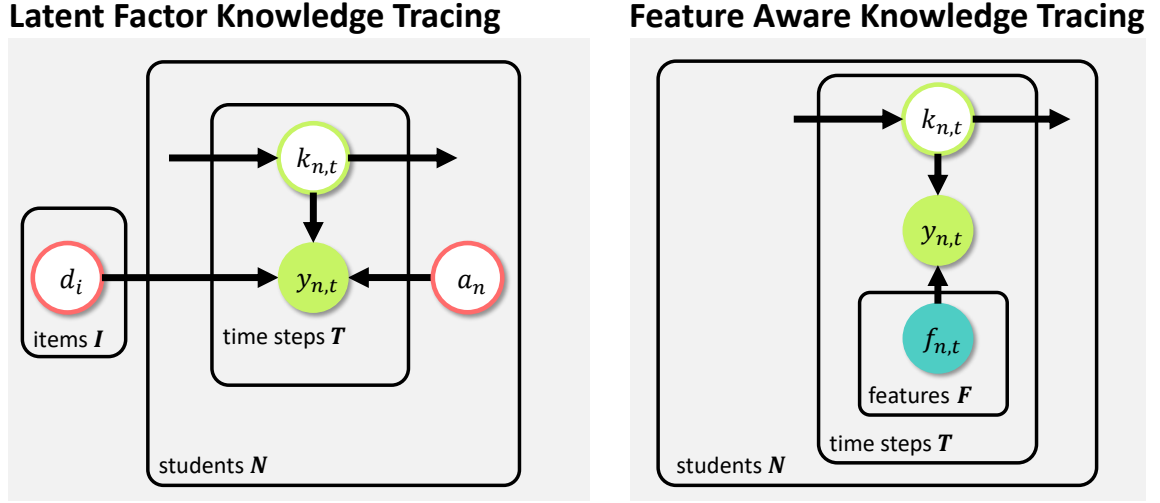 Latent Factor Knowledge Tracing
k_{n,t}
d_i
y_{n,t}
a_n
items I
time steps T
students N
Feature Aware Knowledge Tracing
k_{n,t}
y_{n,t}
f_{n,t}
features F
time steps T
students N